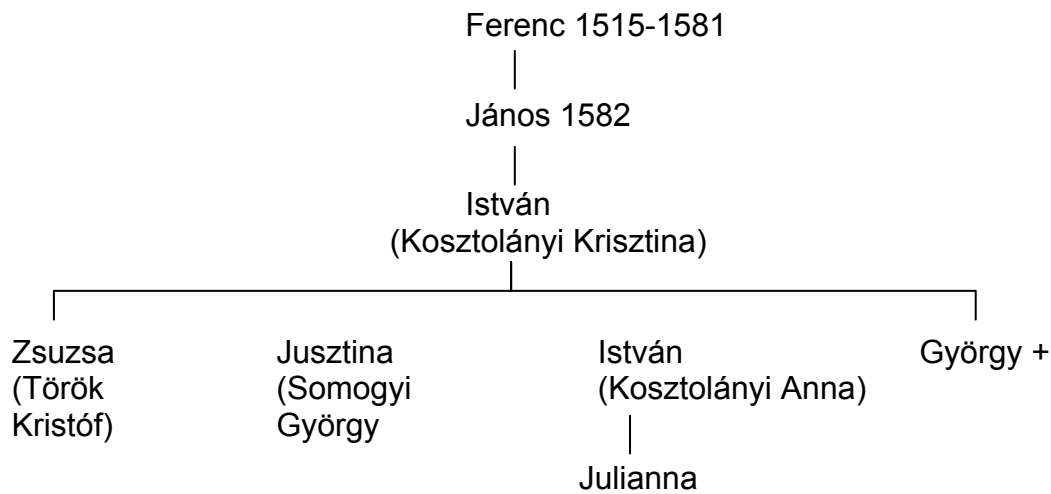 Ferenc 1515-1581
János 1582
István
(Kosztolányi Krisztina)
Zsuzsa
(Török
Kristóf)
Jusztina
(Somogyi
György
István
(Kosztolányi Anna)
György +
Julianna